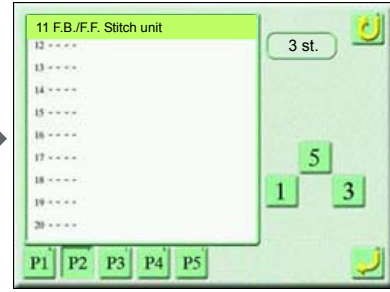 11 F.B./F.F. Stitch unit
3 st.
12 - - - -
13 - - - -
14 - - - -
15 - - - -
16 - - - -
17 - - - -
18 - - - -
19 - - - -
20 - - - -
5
1 3
P1 P2 P3 P4 P5